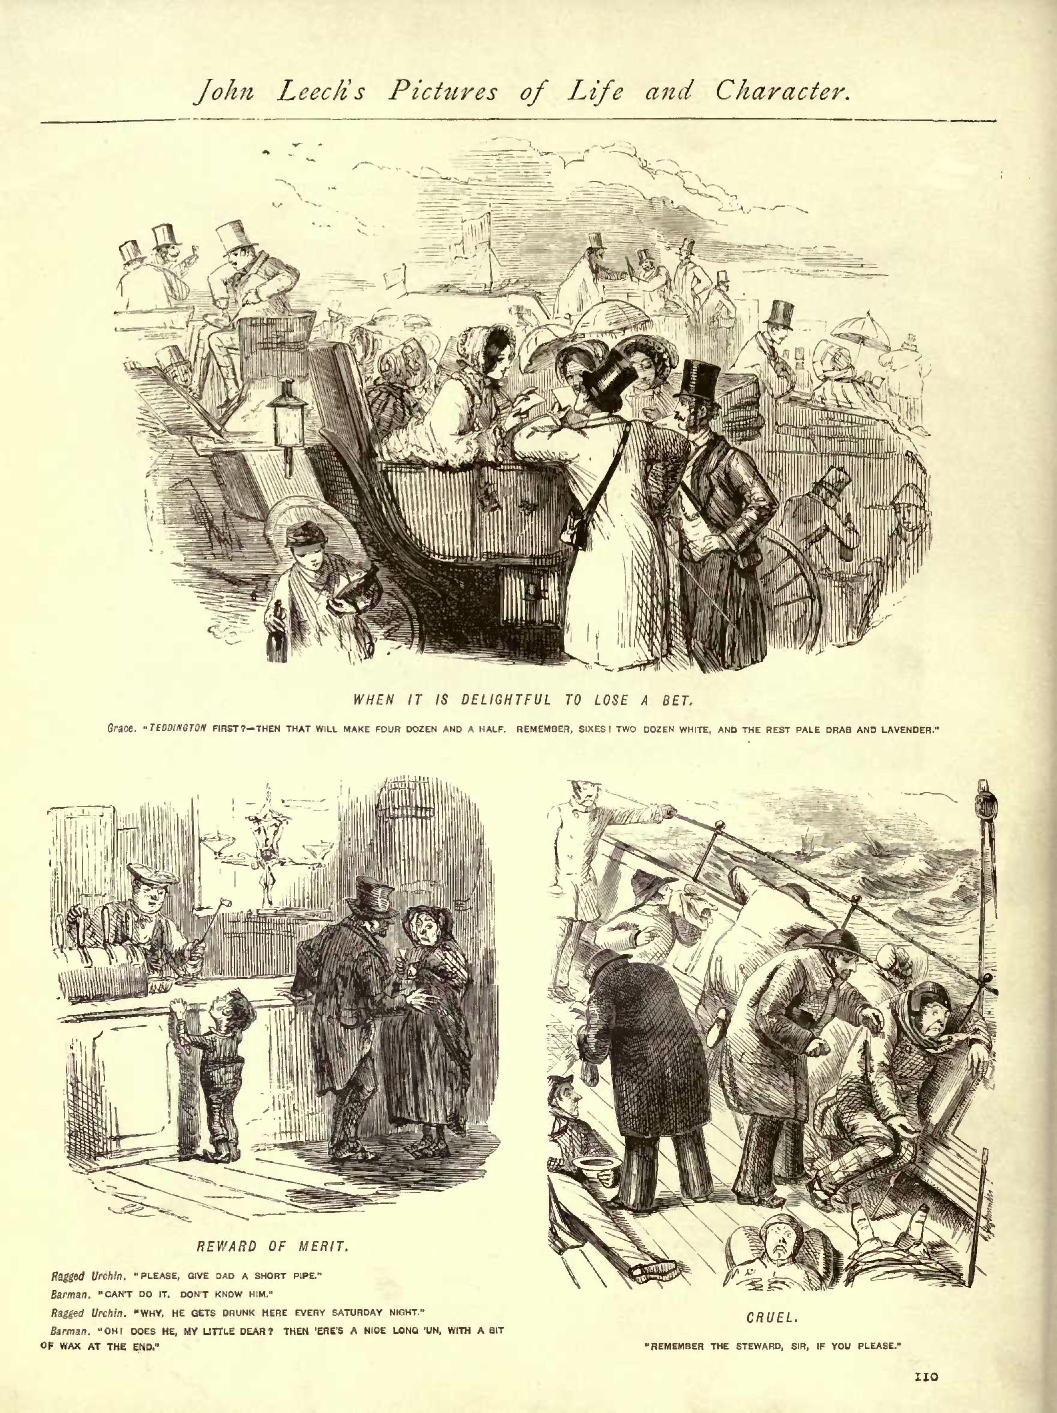 John Leech's Pictures of Life and Character.
WHEN IT IS DELIGHTFUL TO LOSE A BET.
Grace. "TEDDINGTON FIRST?—THEN THAT WILL MAKE FOUR DOZEN AND A HALF. REMEMBER, SIXES! TWO DOZEN WHITE, AND THE REST PALE DRAB AND LAVENDER."
REWARD OF MERIT.
Ragged Urchin. "PLEASE, GIVE DAD A SHORT PIPE."
Barman. "CAN'T DO IT. DON'T KNOW HIM."
Ragged Urchin. "WHY, HE GETS DRUNK HERE EVERY SATURDAY NIGHT."
Barman. "OH! DOES HE, MY LITTLE DEAR? THEN 'ERE'S A NICE LONG 'UN, WITH A BIT
OF WAX AT THE END."
CRUEL.
"REMEMBER THE STEWARD, SIR, IF YOU PLEASE."
110